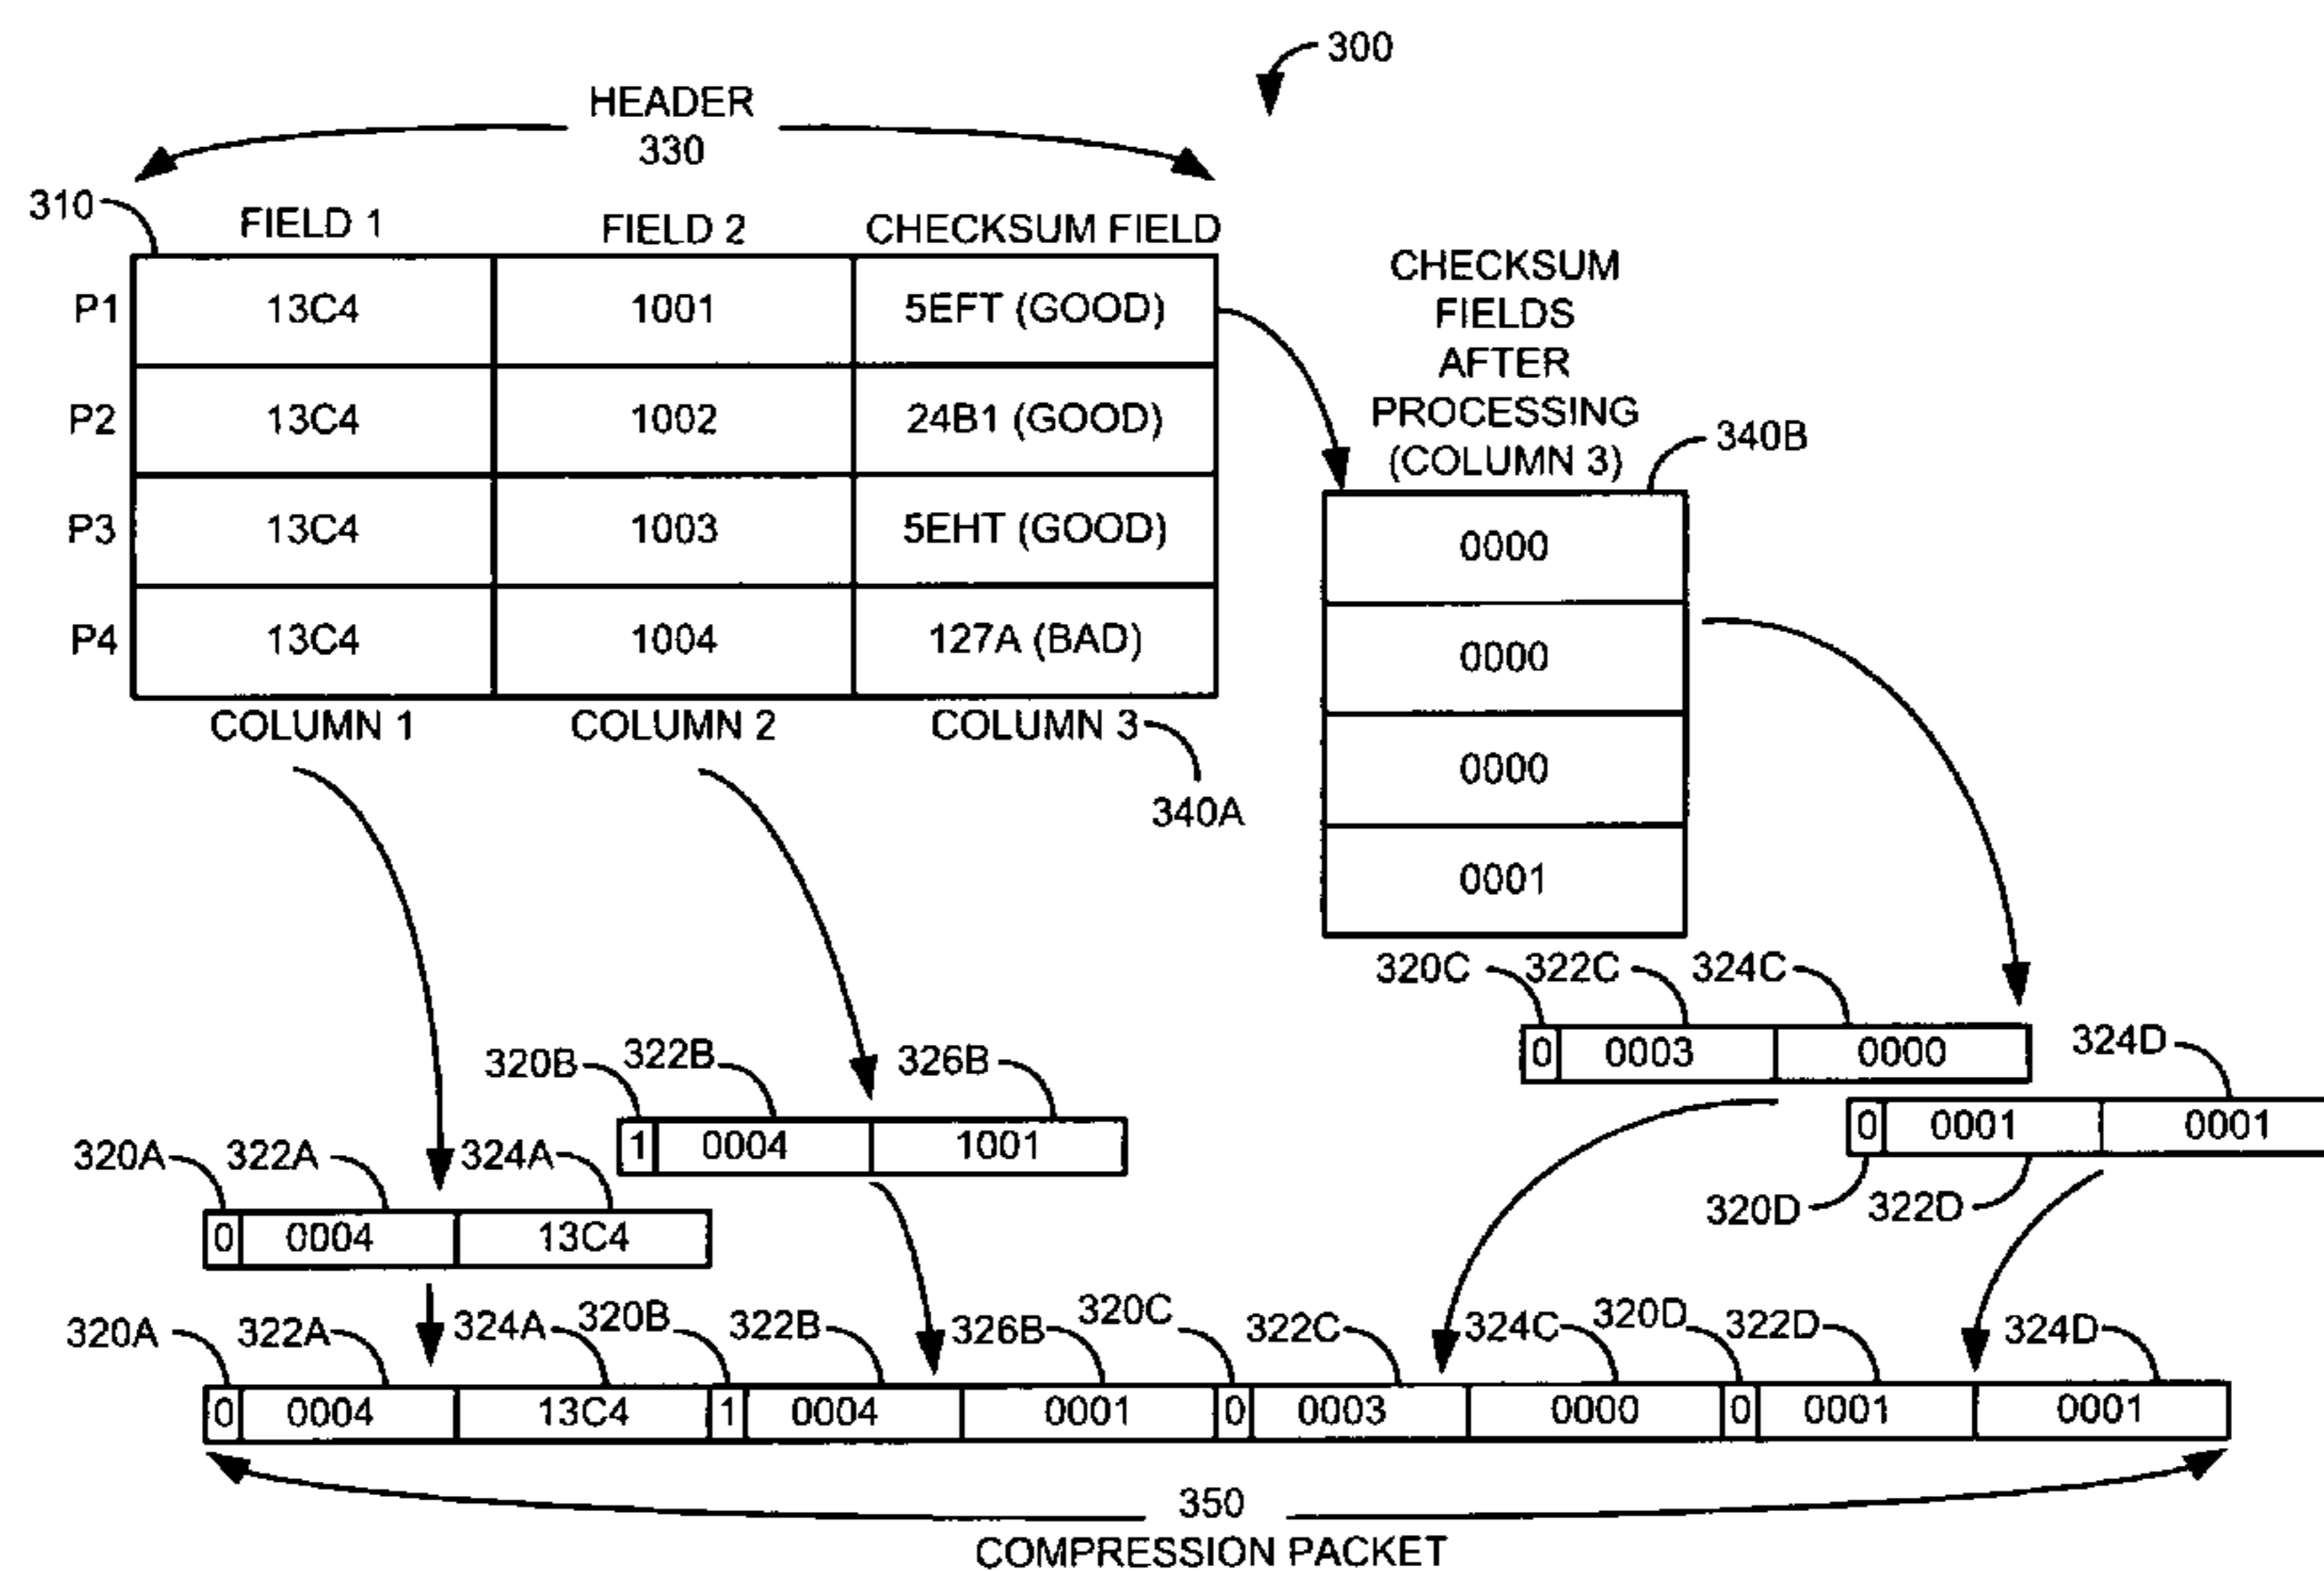 300
HEADER
330
310
FIELD 1 FIELD 2 CHECKSUM FIELD
P1 13C4 1001 5EFT (GOOD)
P2 13C4 1002 24B1 (GOOD)
P3 13C4 1003 5EHT (GOOD)
P4 13C4 1004 127A (BAD)
COLUMN 1 COLUMN 2 COLUMN 3
340A
CHECKSUM
FIELDS
AFTER
PROCESSING
(COLUMN 3)
340B
0000
0000
0000
0001
320C 322C 324C
0 0003 0000
324D
0 0001 0001
320D 322D
320B 322B 326B
1 0004 1001
320A 322A 324A
0 0004 13C4
320A 322A 324A 320B 322B 326B 320C 322C 324C 320D 322D 324D
0 0004 13C4 1 0004 0001 0 0003 0000 0 0001 0001
350
COMPRESSION PACKET